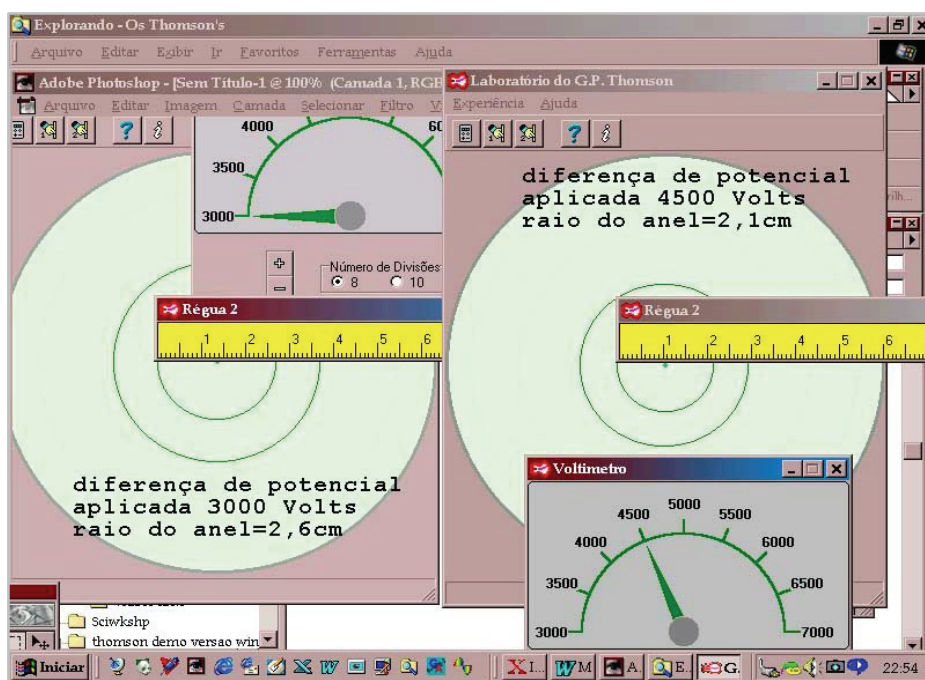 Explorando - Os Thomson's
Arquivo Editar Exibir Ir Favoritos Ferramentas Ajuda
Adobe Photoshop - [Sem Título-1 @ 100% (Camada 1, RGB
Arquivo Editar Imagem Camada Selecionar Filtro
3000
3500
4000
Número de Divisões
8 10
Régua 2
1 2 3 4 5 6
diferença de potencial
aplicada 3000 Volts
raio do anel=2,6cm
Laboratório do G.P. Thomson
Experiência Ajuda
diferença de potencial
aplicada 4500 Volts
raio do anel=2,1cm
Régua 2
1 2 3 4 5 6
Voltimetro
3000
3500
4000
4500
5000
5500
6000
6500
7000
Sciwkshp
thomson demo versao win
Iniciar
X I...
W M
A.
E.
G.
22:54